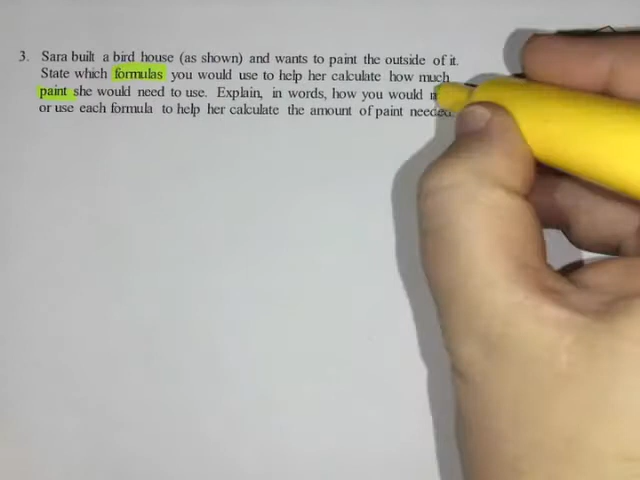 3. Sara built a bird house (as shown) and wants to paint the outside of it.
State which formulas you would use to help her calculate how much
paint she would need to use. Explain, in words, how you would
or use each formula to help her calculate the amount of paint needed.